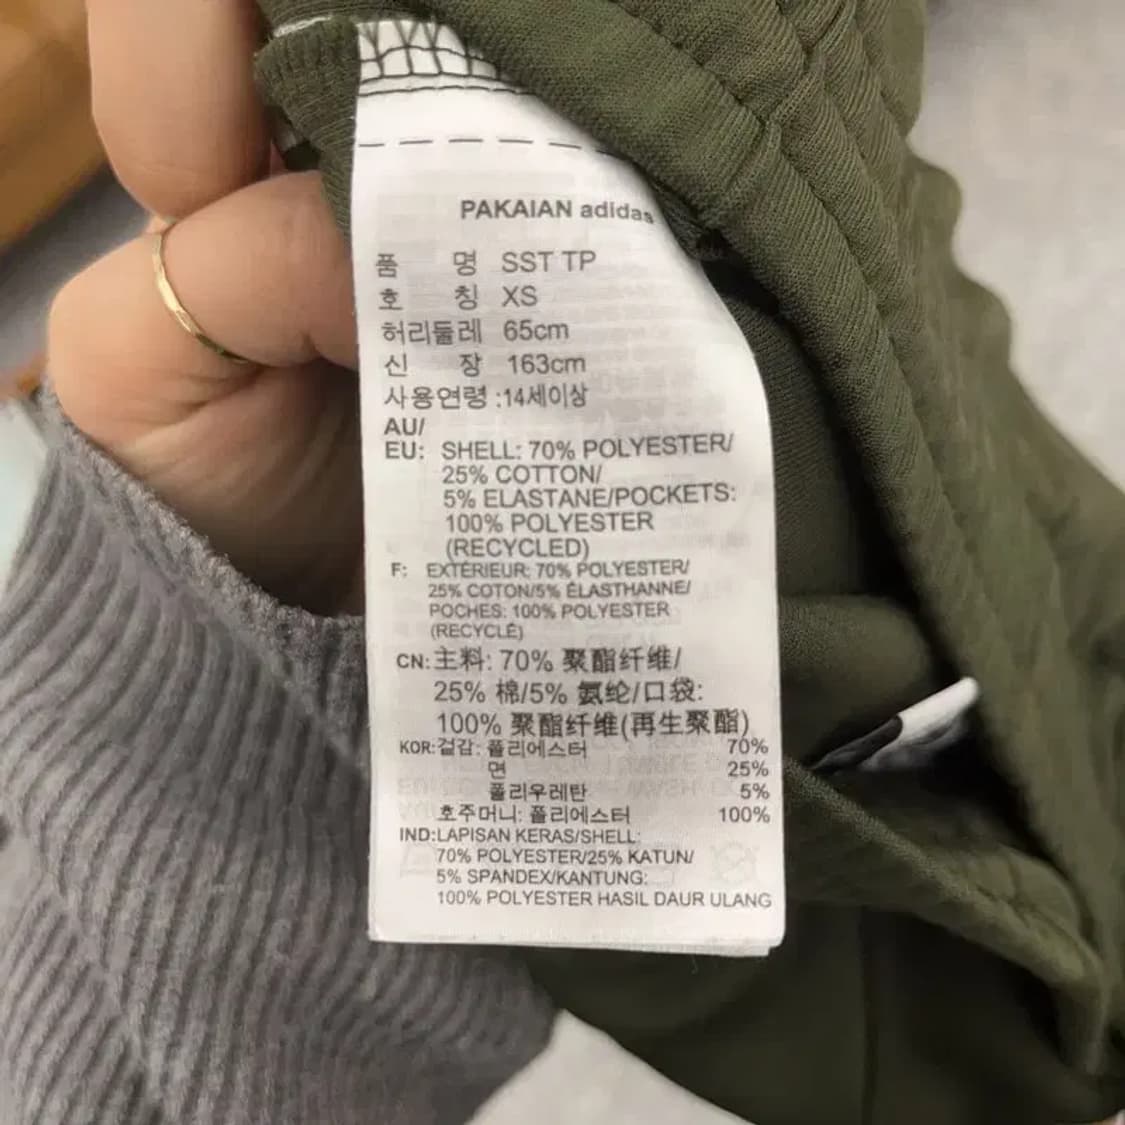 PAKAIAN adidas
품 명 SST TP
호 칭 XS
허리둘레 65cm
신 장 163cm
사용연령 :14세이상
AU/
EU: SHELL: 70% POLYESTER/
25% COTTON/
5% ELASTANE/POCKETS:
100% POLYESTER
(RECYCLED)
F: EXTÉRIEUR: 70% POLYESTER/
25% COTON/5% ÉLASTHANNE/
POCHES: 100% POLYESTER
(RECYCLÉ)
CN: 主料: 70% 聚酯纤维/
25% 棉/5% 氨纶/口袋:
100% 聚酯纤维(再生聚酯)
KOR: 겉감: 폴리에스터 70%
면 25%
폴리우레탄 5%
호주머니: 폴리에스터 100%
IND: LAPISAN KERAS/SHELL:
70% POLYESTER/25% KATUN/
5% SPANDEX/KANTUNG:
100% POLYESTER HASIL DAUR ULANG